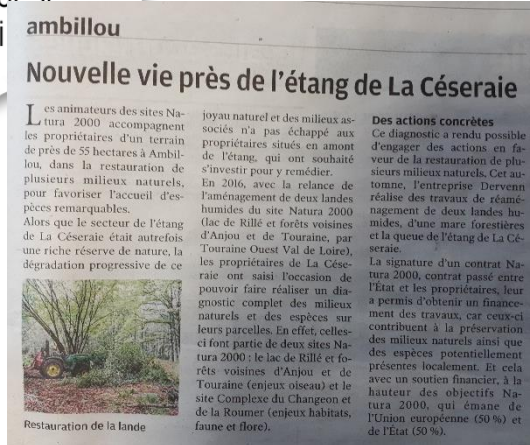 ambillou
Nouvelle vie près de l'étang de La Céseraie
Les animateurs des sites Na-
tura 2000 accompagnent
les propriétaires d'un terrain
de près de 55 hectares à Ambil-
lou, dans la restauration de
plusieurs milieux naturels,
pour favoriser l'accueil d'es-
pèces remarquables.
Alors que le secteur de l'étang
de La Céseraie était autrefois
une riche réserve de nature, la
dégradation progressive de ce
Restauration de la lande
joyau naturel et des milieux as-
sociés n'a pas échappé aux
propriétaires situés en amont
de l'étang, qui ont souhaité
s'investir pour y remédier.
En 2016, avec la relance de
l'aménagement de deux landes
humides du site Natura 2000
(lac de Rillé et forêts voisines
d'Anjou et de Touraine, par
Touraine Ouest Val de Loire),
les propriétaires de La Cése-
raie ont saisi l'occasion de
pouvoir faire réaliser un dia-
gnostic complet des milieux
naturels et des espèces sur
leurs parcelles. En effet, celles-
ci font partie de deux sites Na-
tura 2000 : le lac de Rillé et fo-
rêts voisines d'Anjou et de
Touraine (enjeux oiseau) et le
site Complexe du Changeon et
de la Roumer (enjeux habitats,
faune et flore).
Des actions concrètes
Ce diagnostic a rendu possible
d'engager des actions en fa-
veur de la restauration de plu-
sieurs milieux naturels. Cet au-
tomne, l'entreprise Dervenn
réalise des travaux de réamé-
nagement de deux landes hu-
mides, d'une mare forestières
et la queue de l'étang de La Cé-
seraie.
La signature d'un contrat Na-
tura 2000, contrat passé entre
l'État et les propriétaires, leur
a permis d'obtenir un finance-
ment des travaux, car ceux-ci
contribuent à la préservation
des milieux naturels ainsi que
des espèces potentiellement
présentes localement. Et cela
avec un soutien financier, à la
hauteur des objectifs Na-
tura 2000, qui émane de
l'Union européenne (50 %) et
de l'État (50 %).